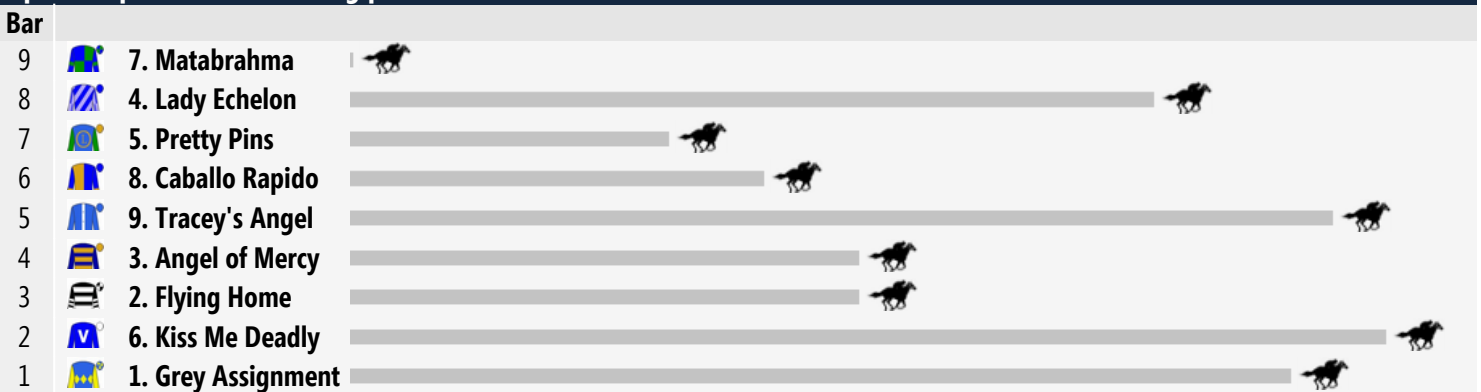 Bar
9 7. Matabrahma
8 4. Lady Echelon
7 5. Pretty Pins
6 8. Caballo Rapido
5 9. Tracey's Angel
4 3. Angel of Mercy
3 2. Flying Home
2 V 6. Kiss Me Deadly
1 1. Grey Assignment